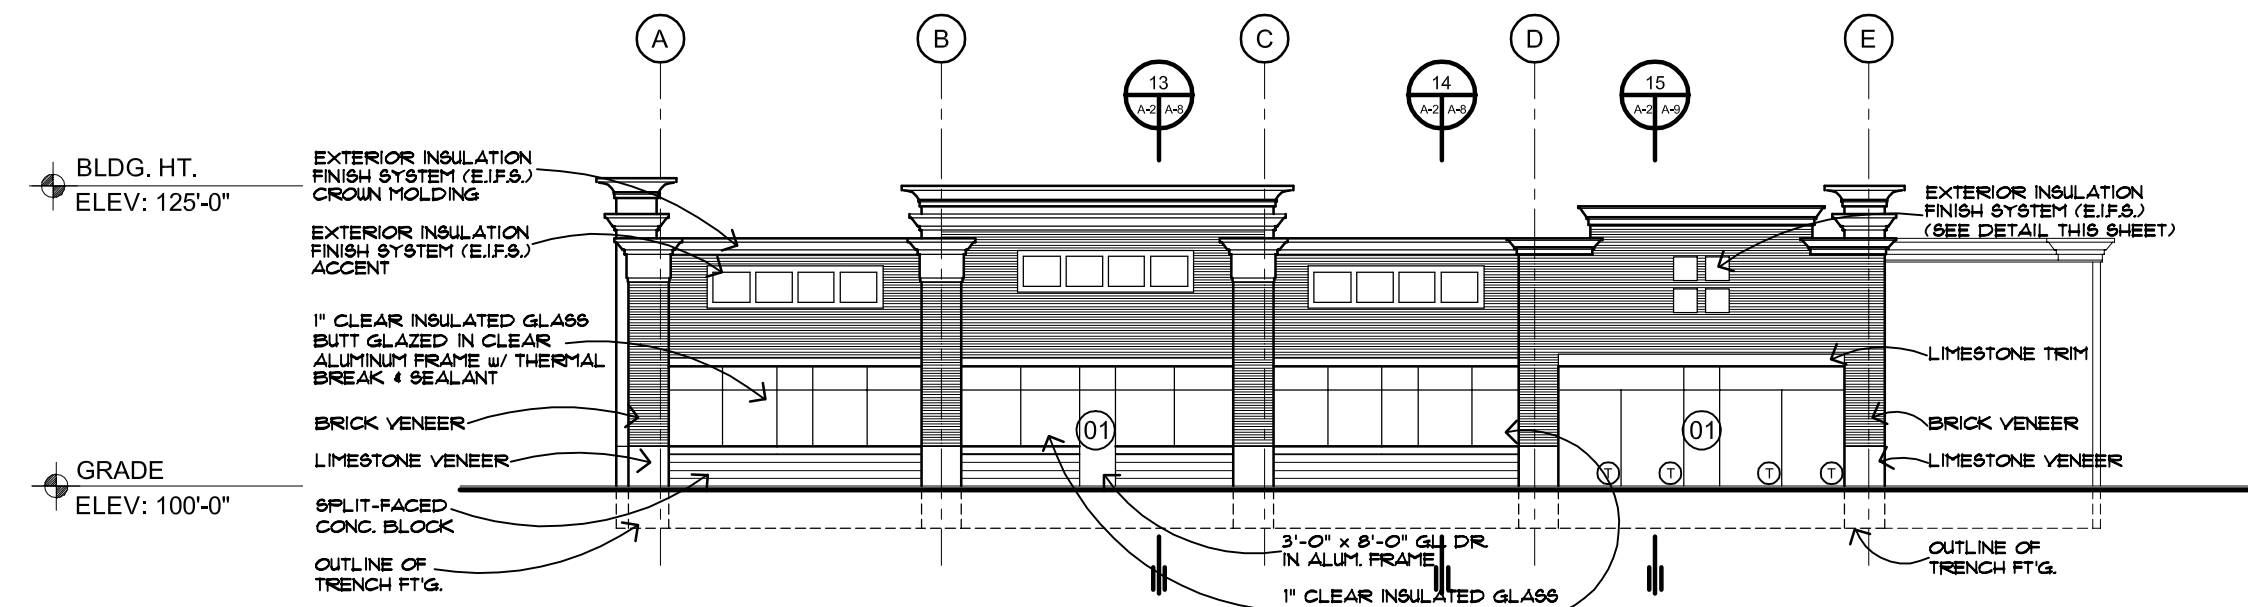 A
B
C
D
E
13
A-2 A-8
14
A-2 A-8
15
A-2 A-9
BLDG. HT.
ELEV: 125'-0"
EXTERIOR INSULATION
FINISH SYSTEM (E.I.F.S.)
CROWN MOLDING
EXTERIOR INSULATION
FINISH SYSTEM (E.I.F.S.)
ACCENT
1" CLEAR INSULATED GLASS
BUTT GLAZED IN CLEAR
ALUMINUM FRAME w/ THERMAL
BREAK & SEALANT
BRICK VENEER
LIMESTONE VENEER
GRADE
ELEV: 100'-0"
SPLIT-FACED
CONC. BLOCK
OUTLINE OF
TRENCH FT'G.
01
01
T
T
T
T
3'-0" x 8'-0" GL. DR.
IN ALUM. FRAME
1" CLEAR INSULATED GLASS
EXTERIOR INSULATION
FINISH SYSTEM (E.I.F.S.)
(SEE DETAIL THIS SHEET)
LIMESTONE TRIM
BRICK VENEER
LIMESTONE VENEER
OUTLINE OF
TRENCH FT'G.